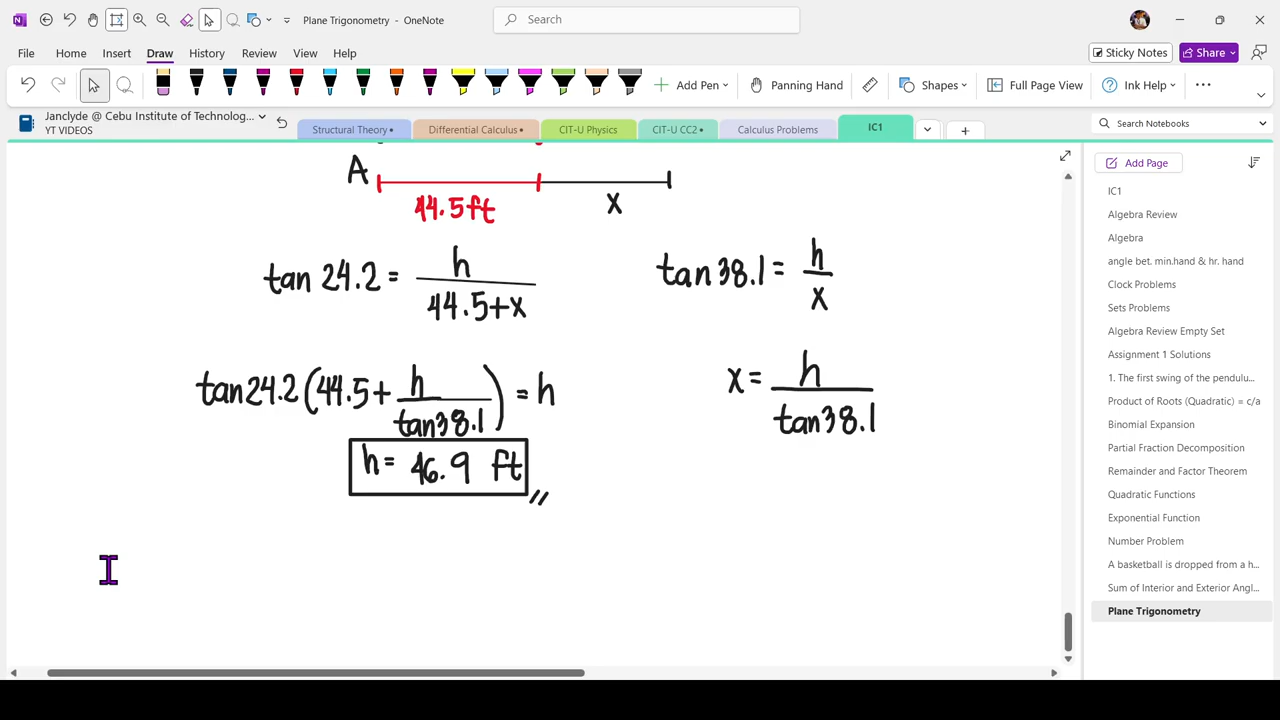 Plane Trigonometry - OneNote
Search
File Home Insert Draw History Review View Help
Sticky Notes Share
Add Pen Panning Hand Shapes Full Page View Ink Help
Janclyde @ Cebu Institute of Technolog...
YT VIDEOS
Structural Theory Differential Calculus CIT-U Physics CIT-U CC2 Calculus Problems IC1
Search Notebooks
Add Page
IC1
Algebra Review
Algebra
angle bet. min.hand & hr. hand
Clock Problems
Sets Problems
Algebra Review Empty Set
Assignment 1 Solutions
1. The first swing of the pendulu...
Product of Roots (Quadratic) = c/a
Binomial Expansion
Partial Fraction Decomposition
Remainder and Factor Theorem
Quadratic Functions
Exponential Function
Number Problem
A basketball is dropped from a h...
Sum of Interior and Exterior Angl...
Plane Trigonometry
A
44.5ft x
tan 24.2 = h / 44.5+x
tan 38.1 = h / x
tan24.2 (44.5 + h / tan38.1) = h
x = h / tan38.1
h = 46.9 ft